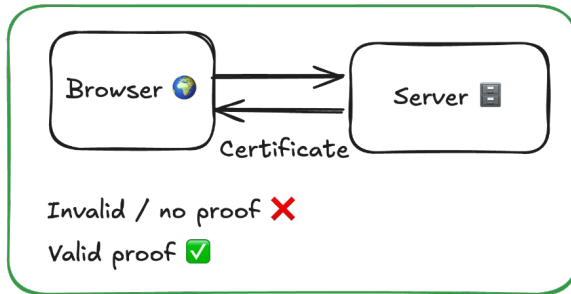 Browser 🌍
Server 🗄️
Certificate
Invalid / no proof ❌
Valid proof ✅